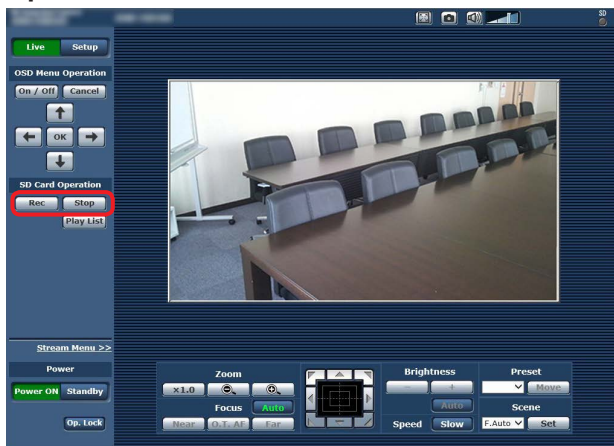 SD
Live Setup
OSD Menu Operation
On / Off Cancel
OK
SD Card Operation
Rec Stop
Play List
Stream Menu >>
Power
Power ON Standby
Op. Lock
Zoom
×1.0
Focus Auto
Near O.T. AF Far
Brightness
- +
Auto
Speed Slow
Preset
Move
Scene
F.Auto Set